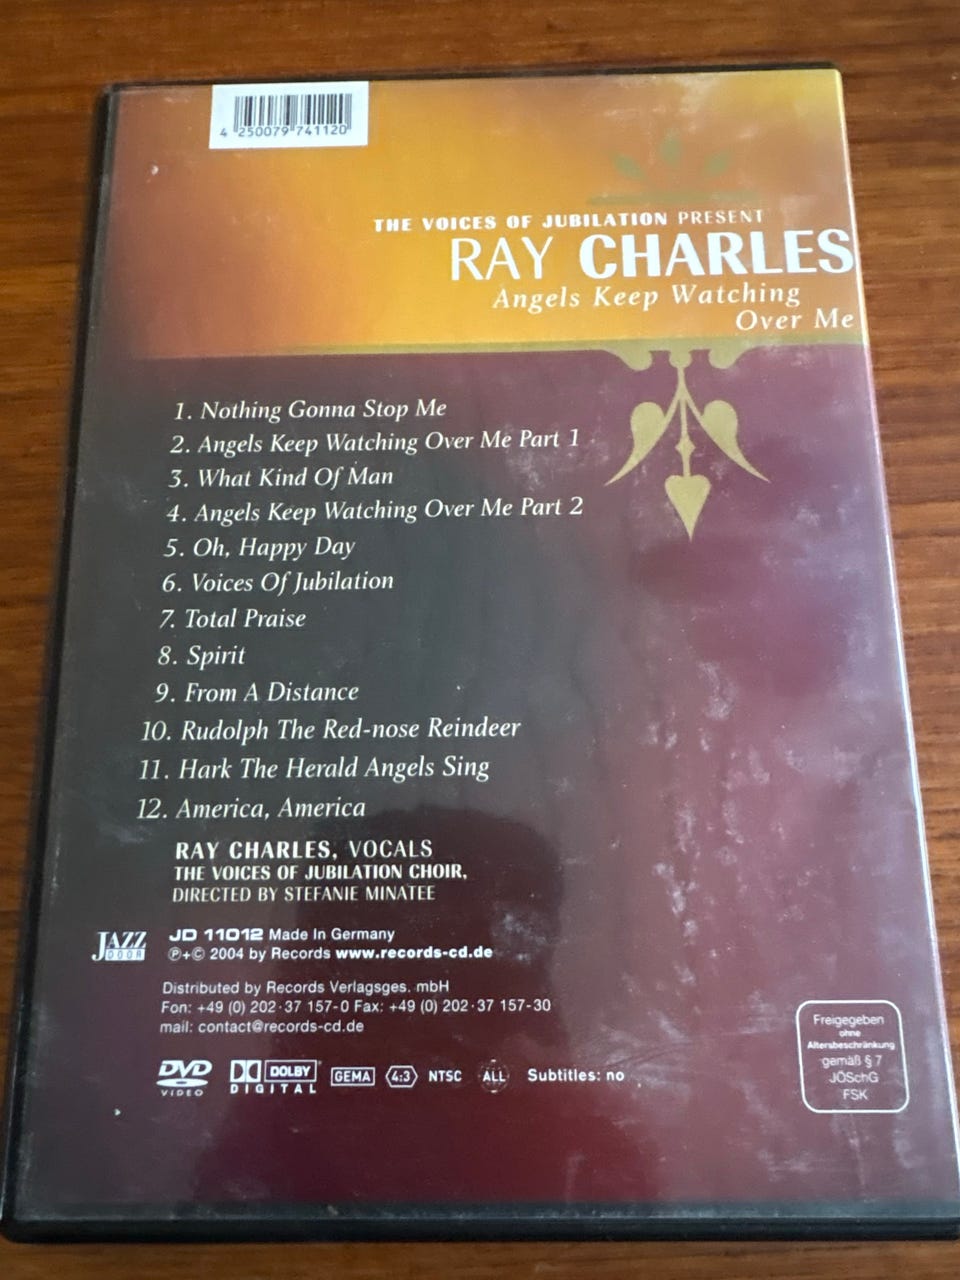 4 250079 741120
THE VOICES OF JUBILATION PRESENT
RAY CHARLES
Angels Keep Watching
Over Me
1. Nothing Gonna Stop Me
2. Angels Keep Watching Over Me Part 1
3. What Kind Of Man
4. Angels Keep Watching Over Me Part 2
5. Oh, Happy Day
6. Voices Of Jubilation
7. Total Praise
8. Spirit
9. From A Distance
10. Rudolph The Red-nose Reindeer
11. Hark The Herald Angels Sing
12. America, America
RAY CHARLES, VOCALS
THE VOICES OF JUBILATION CHOIR,
DIRECTED BY STEFANIE MINATEE
JAZZ
DOOR
JD 11012 Made In Germany
℗+© 2004 by Records www.records-cd.de
Distributed by Records Verlagsges. mbH
Fon: +49 (0) 202·37 157-0 Fax: +49 (0) 202·37 157-30
mail: contact@records-cd.de
DVD VIDEO
DOLBY DIGITAL
GEMA 4:3 NTSC ALL Subtitles: no
Freigegeben
ohne
Altersbeschränkung
gemäß § 7
JÖSchG
FSK